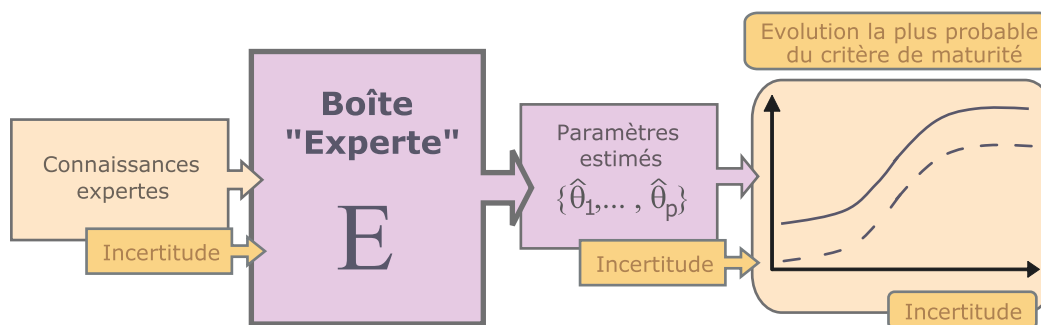 Evolution la plus probable
du critère de maturité
Boîte
"Experte"
E
Connaissances
expertes
Incertitude
Paramètres
estimés
{θ̂1,... , θ̂p}
Incertitude
Incertitude